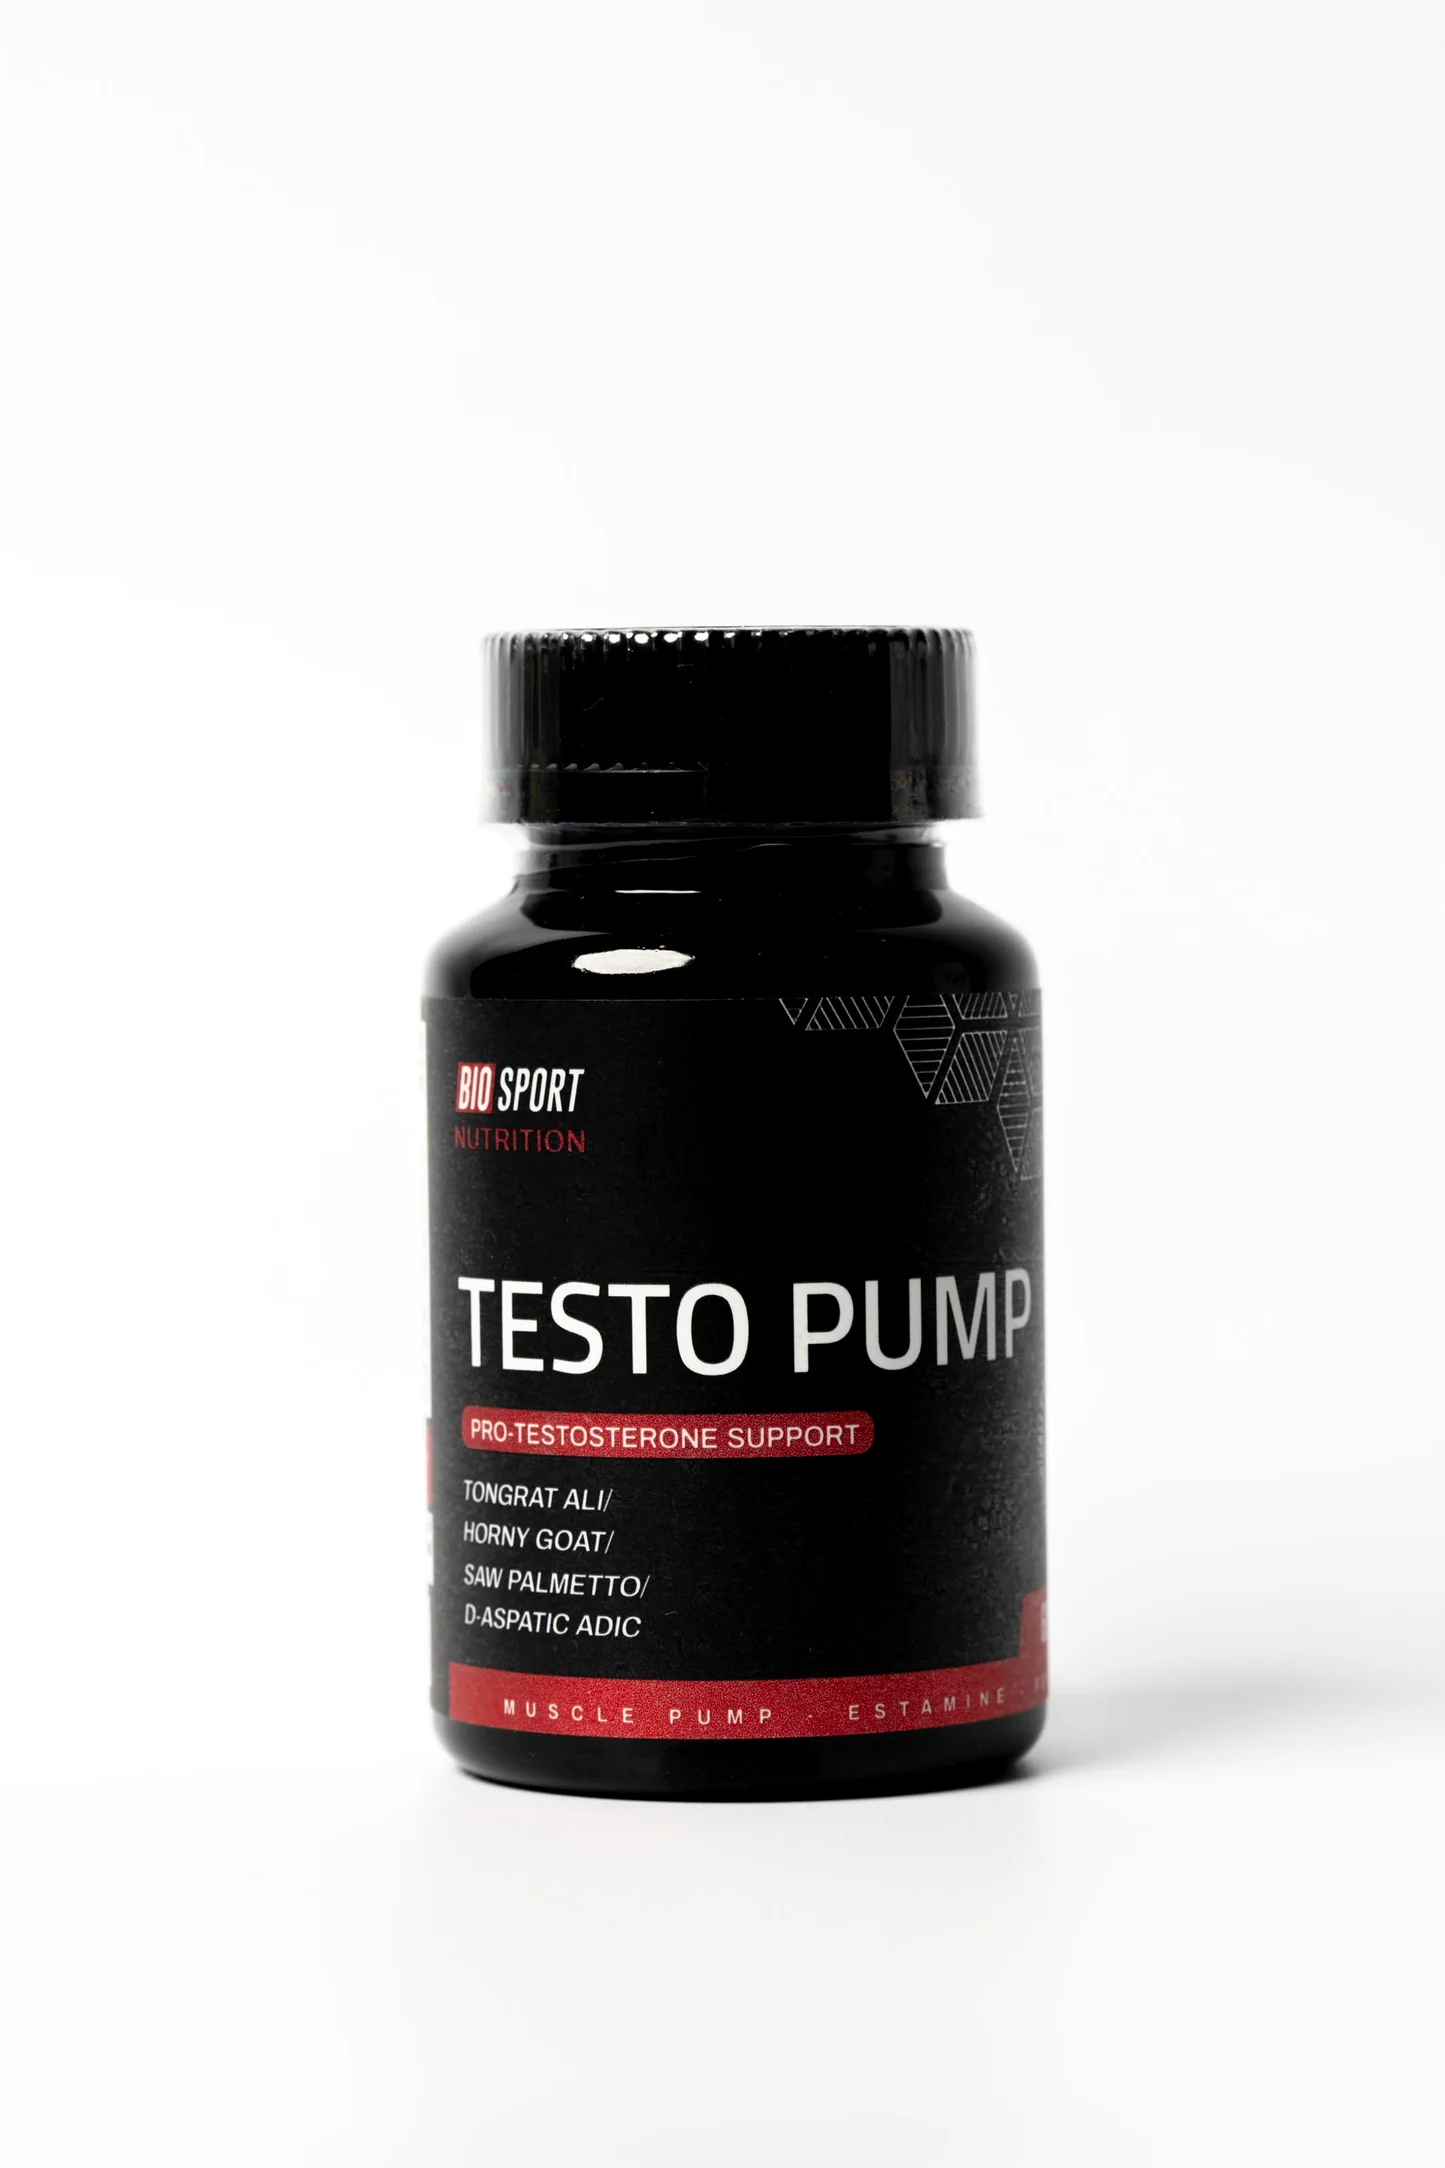 BIO SPORT
NUTRITION
TESTO PUMP
PRO-TESTOSTERONE SUPPORT
TONGRAT ALI/
HORNY GOAT/
SAW PALMETTO/
D-ASPATIC ADIC
MUSCLE PUMP - ESTAMINE -